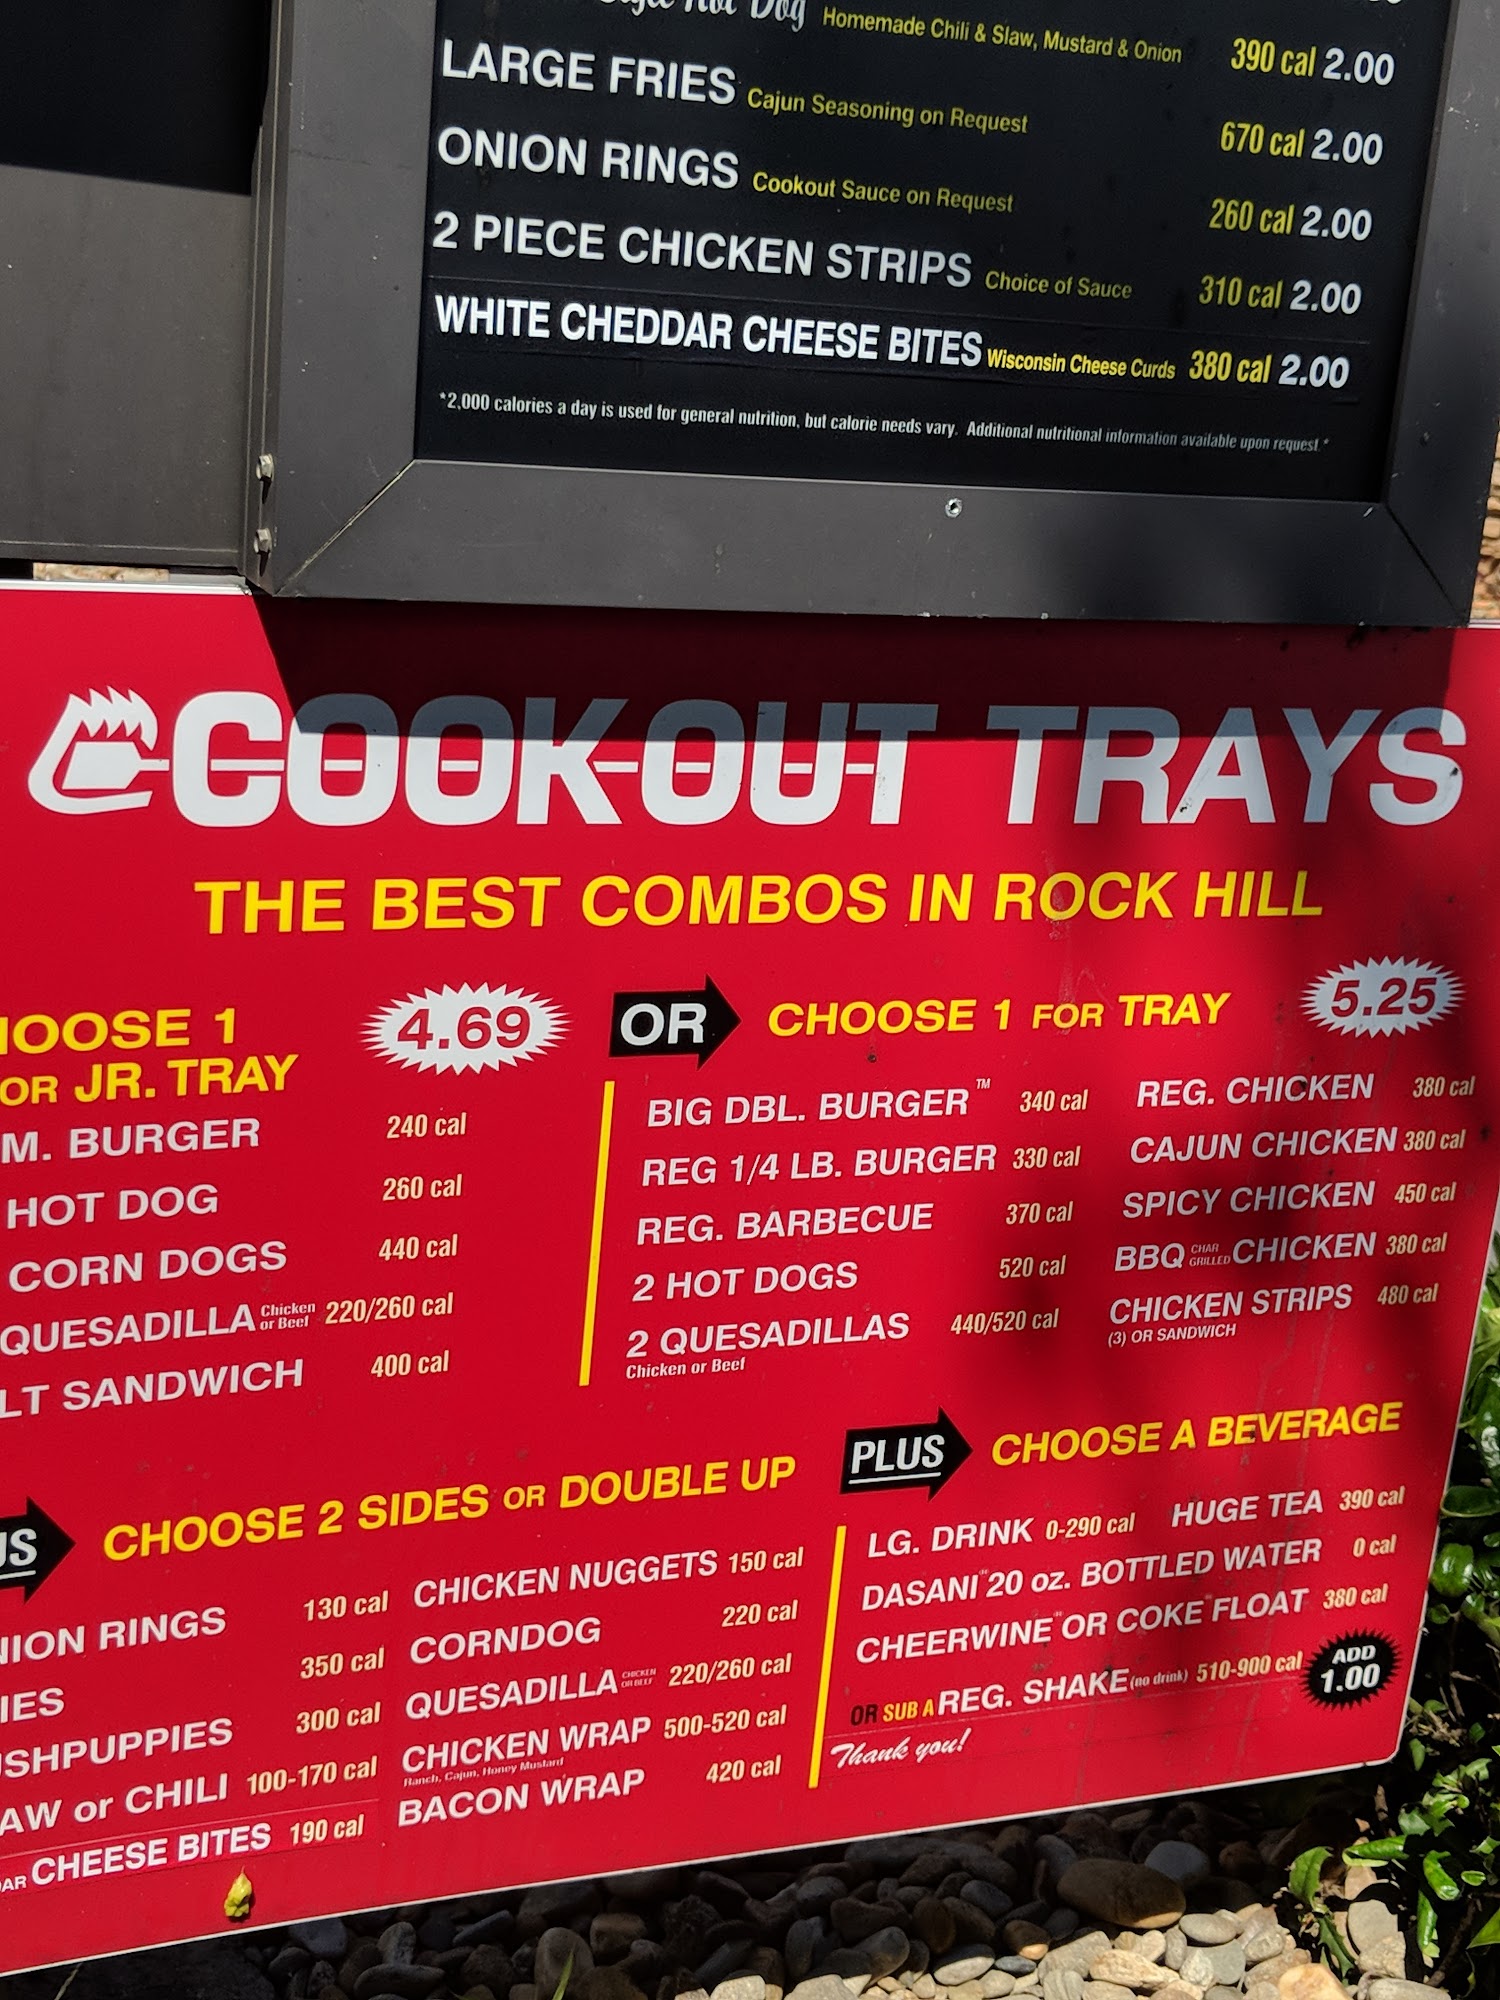 Hot Dog Homemade Chili & Slaw, Mustard & Onion 390 cal 2.00
LARGE FRIES Cajun Seasoning on Request 670 cal 2.00
ONION RINGS Cookout Sauce on Request 260 cal 2.00
2 PIECE CHICKEN STRIPS Choice of Sauce 310 cal 2.00
WHITE CHEDDAR CHEESE BITES Wisconsin Cheese Curds 380 cal 2.00
*2,000 calories a day is used for general nutrition, but calorie needs vary. Additional nutritional information available upon request.*
COOK-OUT TRAYS
THE BEST COMBOS IN ROCK HILL
HOOSE 1
OR JR. TRAY
4.69
M. BURGER 240 cal
HOT DOG 260 cal
CORN DOGS 440 cal
QUESADILLA Chicken or Beef 220/260 cal
LT SANDWICH 400 cal
OR
CHOOSE 1 FOR TRAY
5.25
BIG DBL. BURGER™ 340 cal
REG 1/4 LB. BURGER 330 cal
REG. BARBECUE 370 cal
2 HOT DOGS 520 cal
2 QUESADILLAS 440/520 cal
Chicken or Beef
REG. CHICKEN 380 cal
CAJUN CHICKEN 380 cal
SPICY CHICKEN 450 cal
BBQ CHAR GRILLED CHICKEN 380 cal
CHICKEN STRIPS 480 cal
(3) OR SANDWICH
US
CHOOSE 2 SIDES OR DOUBLE UP
NION RINGS 130 cal
IES 350 cal
SHPUPPIES 300 cal
AW or CHILI 100-170 cal
AR CHEESE BITES 190 cal
CHICKEN NUGGETS 150 cal
CORNDOG 220 cal
QUESADILLA CHICKEN OR BEEF 220/260 cal
CHICKEN WRAP 500-520 cal
Ranch, Cajun, Honey Mustard
BACON WRAP 420 cal
PLUS
CHOOSE A BEVERAGE
LG. DRINK 0-290 cal HUGE TEA 390 cal
DASANI 20 oz. BOTTLED WATER 0 cal
CHEERWINE OR COKE FLOAT 380 cal
OR SUB A REG. SHAKE (no drink) 510-900 cal
ADD
1.00
Thank you!